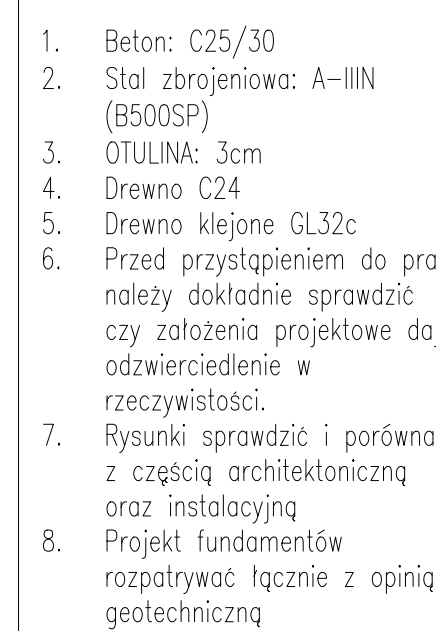 1. Beton: C25/30
2. Stal zbrojeniowa: A-IIIN
(B500SP)
3. OTULINA: 3cm
4. Drewno C24
5. Drewno klejone GL32c
6. Przed przystąpieniem do pra
należy dokładnie sprawdzić
czy założenia projektowe daj
odzwierciedlenie w
rzeczywistości.
7. Rysunki sprawdzić i porówna
z częścią architektoniczną
oraz instalacyjną
8. Projekt fundamentów
rozpatrywać łącznie z opinią
geotechniczną